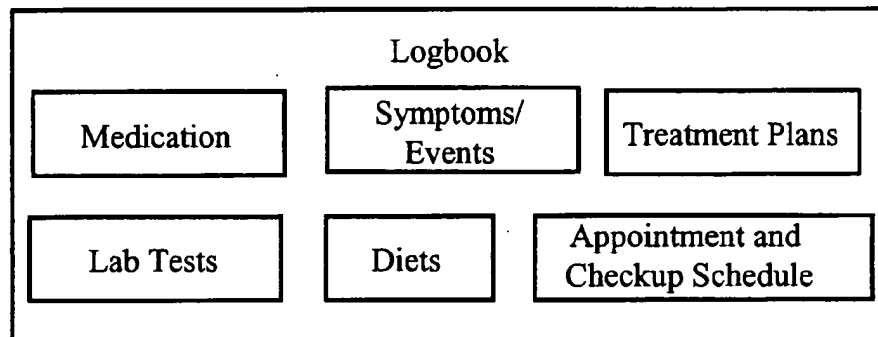 Logbook
Medication
Symptoms/
Events
Treatment Plans
Lab Tests
Diets
Appointment and
Checkup Schedule